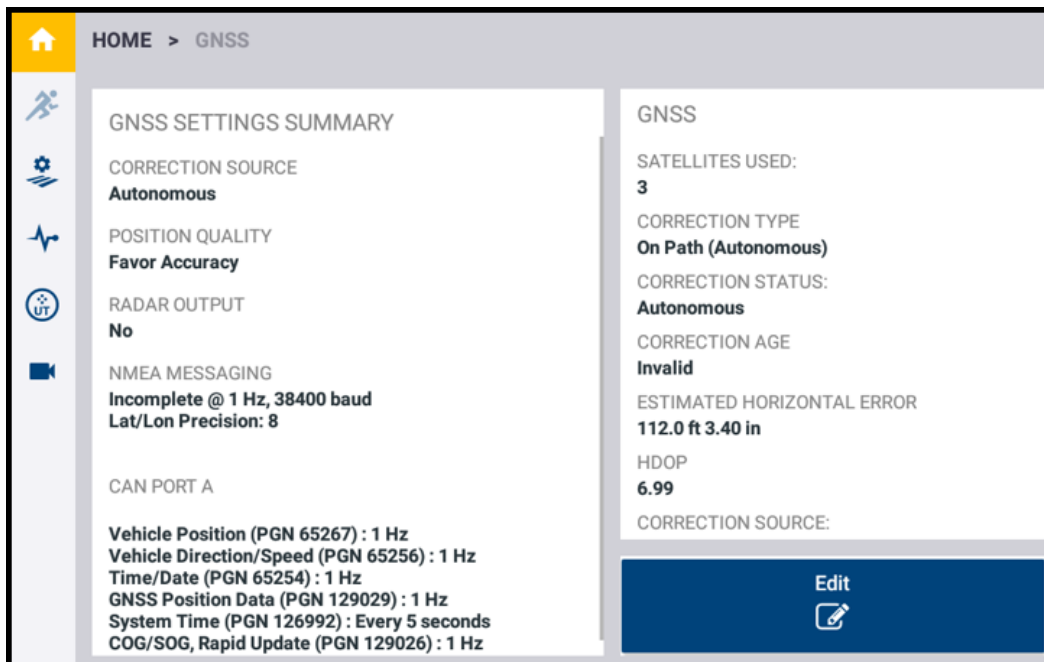 HOME > GNSS
GNSS SETTINGS SUMMARY
CORRECTION SOURCE
Autonomous
POSITION QUALITY
Favor Accuracy
RADAR OUTPUT
No
NMEA MESSAGING
Incomplete @ 1 Hz, 38400 baud
Lat/Lon Precision: 8
CAN PORT A
Vehicle Position (PGN 65267) : 1 Hz
Vehicle Direction/Speed (PGN 65256) : 1 Hz
Time/Date (PGN 65254) : 1 Hz
GNSS Position Data (PGN 129029) : 1 Hz
System Time (PGN 126992) : Every 5 seconds
COG/SOG, Rapid Update (PGN 129026) : 1 Hz
GNSS
SATELLITES USED:
3
CORRECTION TYPE
On Path (Autonomous)
CORRECTION STATUS:
Autonomous
CORRECTION AGE
Invalid
ESTIMATED HORIZONTAL ERROR
112.0 ft 3.40 in
HDOP
6.99
CORRECTION SOURCE:
Edit
UT